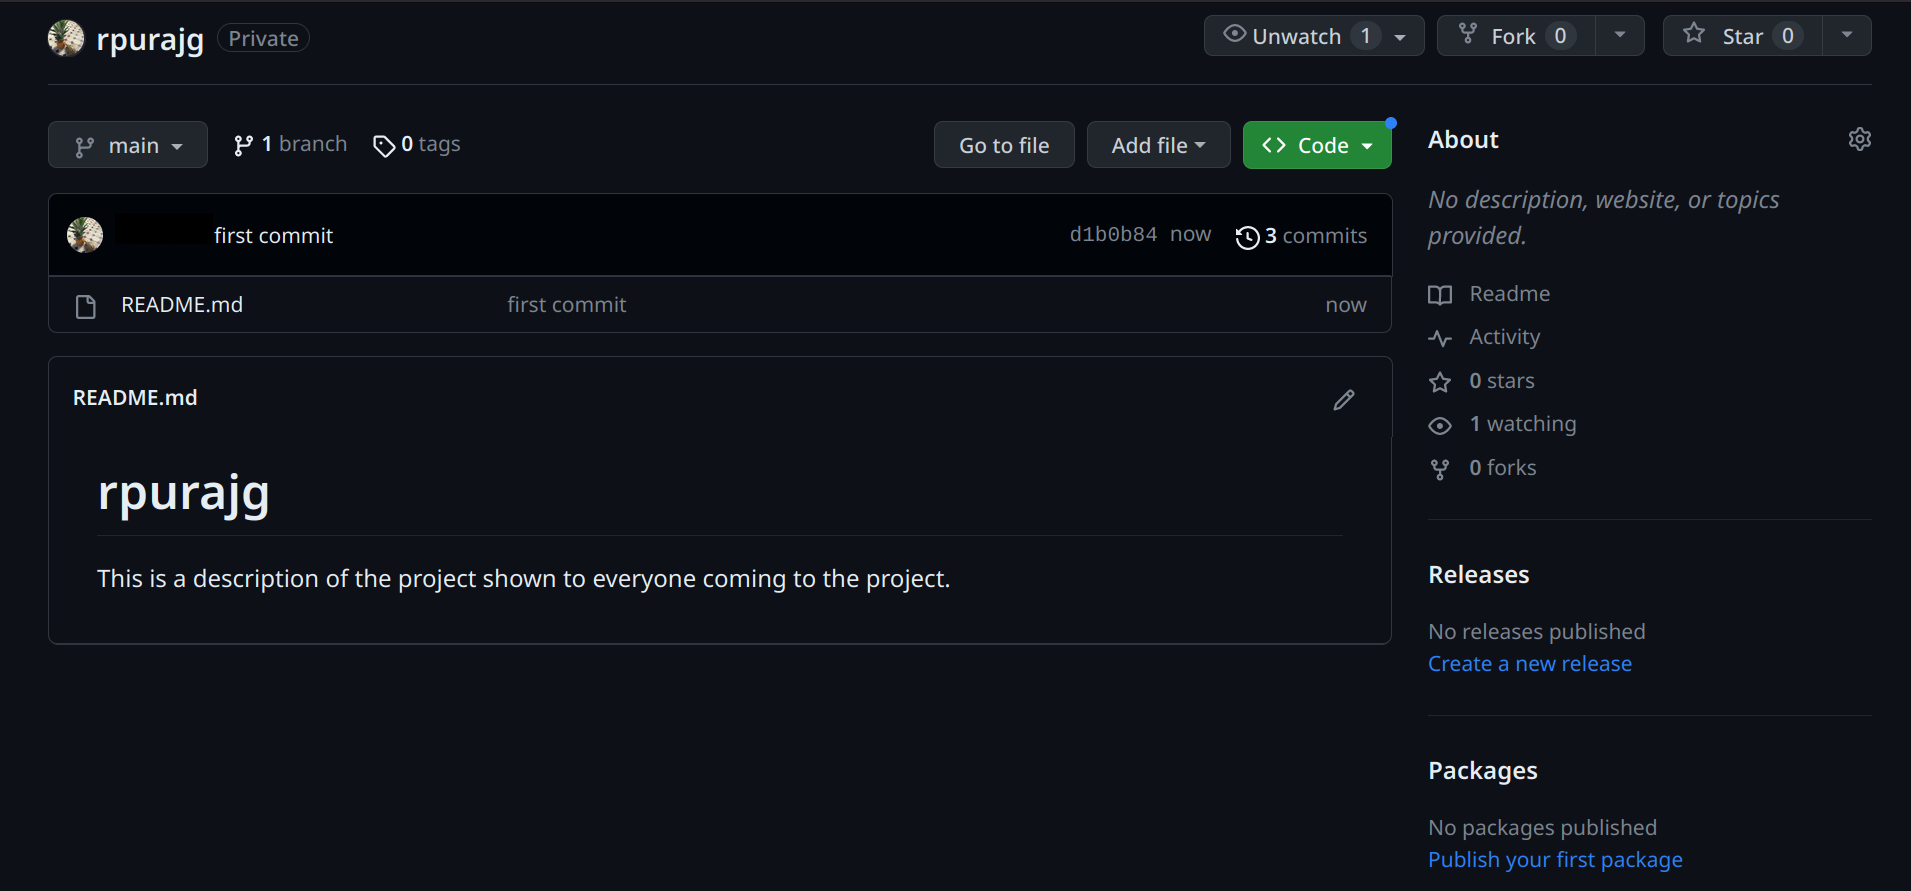 rpurajg Private Unwatch 1 Fork 0 Star 0
main 1 branch 0 tags Go to file Add file Code
first commit d1b0b84 now 3 commits
README.md first commit now
README.md
rpurajg
This is a description of the project shown to everyone coming to the project.
About
No description, website, or topics
provided.
Readme
Activity
0 stars
1 watching
0 forks
Releases
No releases published
Create a new release
Packages
No packages published
Publish your first package